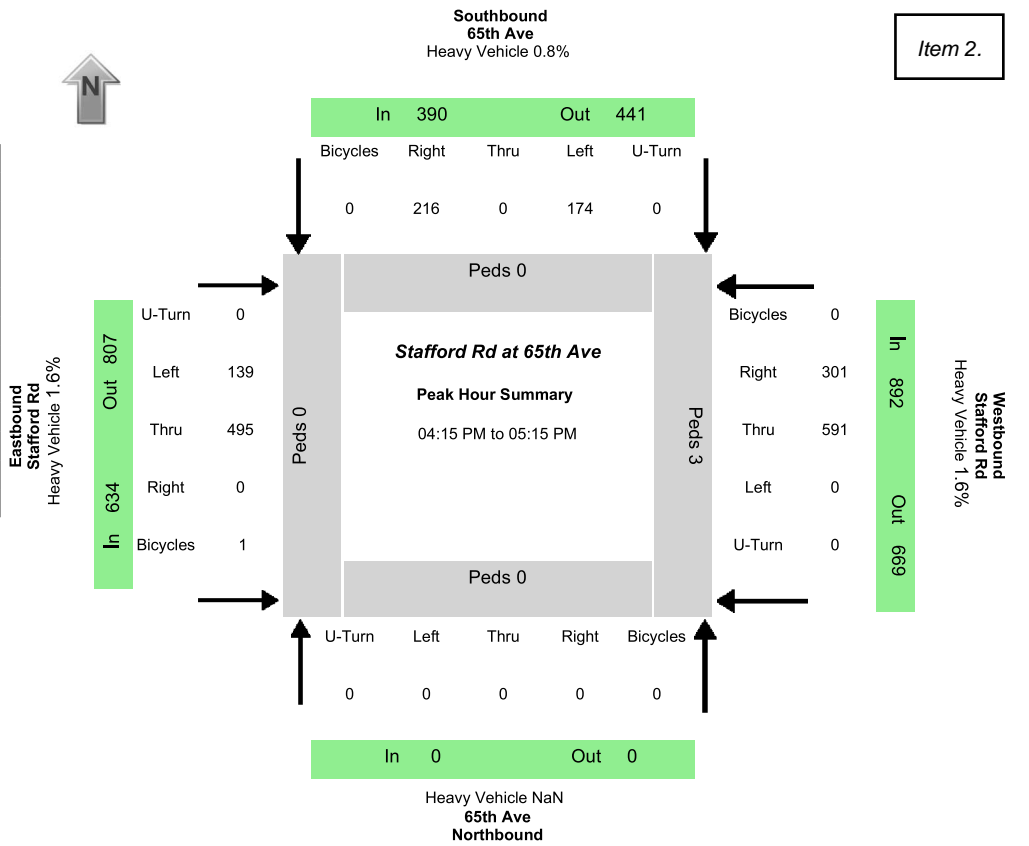 Southbound
65th Ave
Heavy Vehicle 0.8%
Item 2.
N
In 390 Out 441
Bicycles Right Thru Left U-Turn
0 216 0 174 0
Peds 0
Eastbound
Stafford Rd
Heavy Vehicle 1.6%
In 634 Out 807
U-Turn 0
Left 139
Thru 495
Right 0
Bicycles 1
Peds 0
Stafford Rd at 65th Ave
Peak Hour Summary
04:15 PM to 05:15 PM
Peds 3
Bicycles 0
Right 301
Thru 591
Left 0
U-Turn 0
In 892 Out 669
Westbound
Stafford Rd
Heavy Vehicle 1.6%
Peds 0
U-Turn Left Thru Right Bicycles
0 0 0 0 0
In 0 Out 0
Heavy Vehicle NaN
65th Ave
Northbound